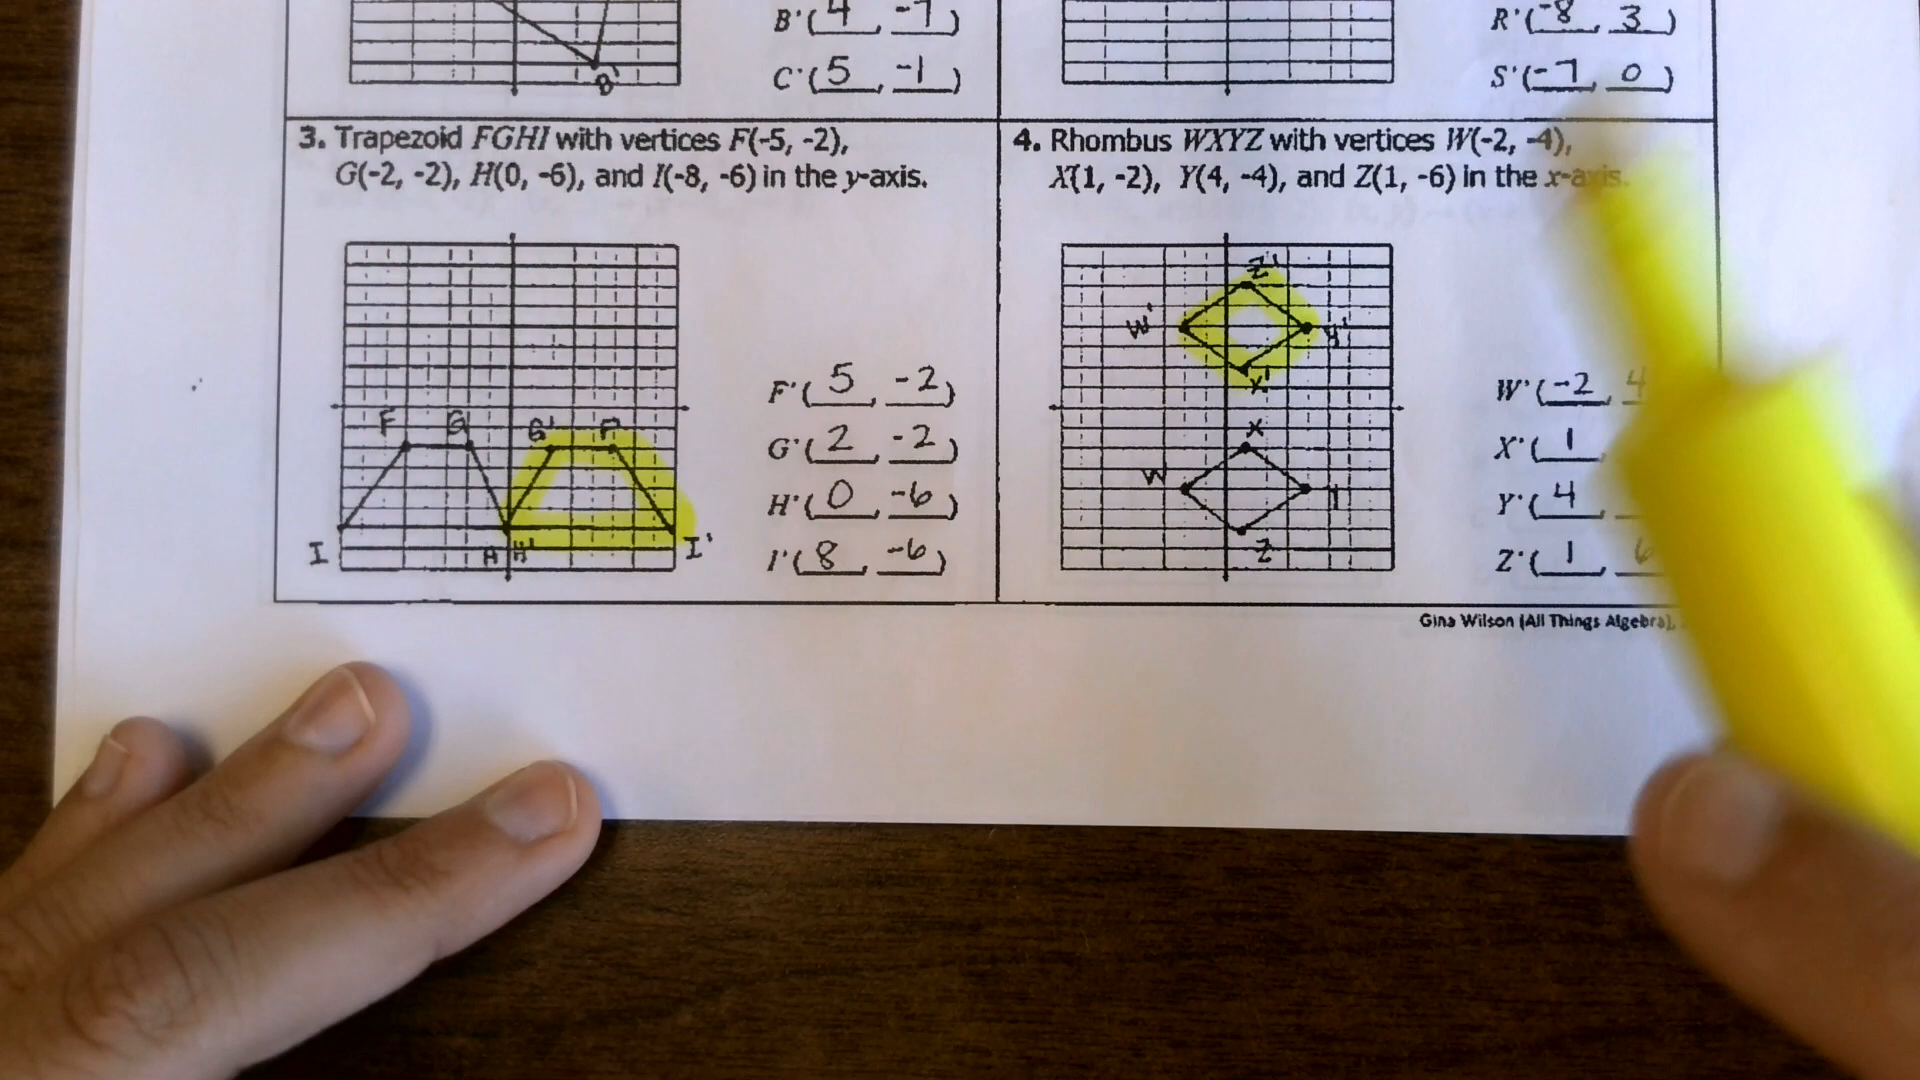 B'(4, -7)
C'(5, -1)
B'
R'(-8, 3)
S'(-7, 0)
3. Trapezoid FGHI with vertices F(-5, -2),
G(-2, -2), H(0, -6), and I(-8, -6) in the y-axis.
F G G' F'
I H H' I'
F'(5, -2)
G'(2, -2)
H'(0, -6)
I'(8, -6)
4. Rhombus WXYZ with vertices W(-2, -4),
X(1, -2), Y(4, -4), and Z(1, -6) in the x-axis.
Z'
W' Y'
X'
X
W Y
Z
W'(-2, 4
X'(1
Y'(4,
Z'(1, 6
Gina Wilson (All Things Algebra),